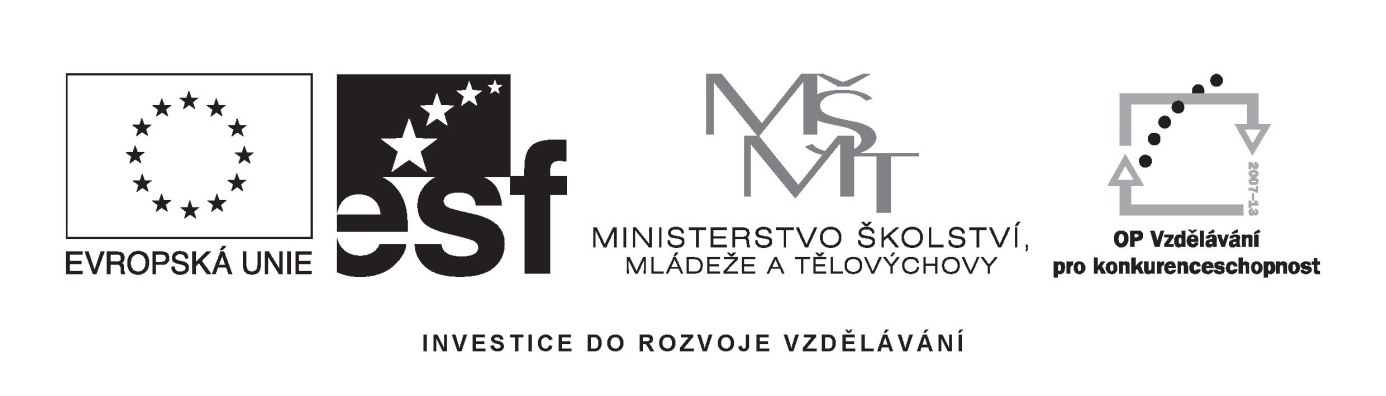 EVROPSKÁ UNIE
esf
MŠMT
MINISTERSTVO ŠKOLSTVÍ,
MLÁDEŽE A TĚLOVÝCHOVY
2007-13
OP Vzdělávání
pro konkurenceschopnost
INVESTICE DO ROZVOJE VZDĚLÁVÁNÍ